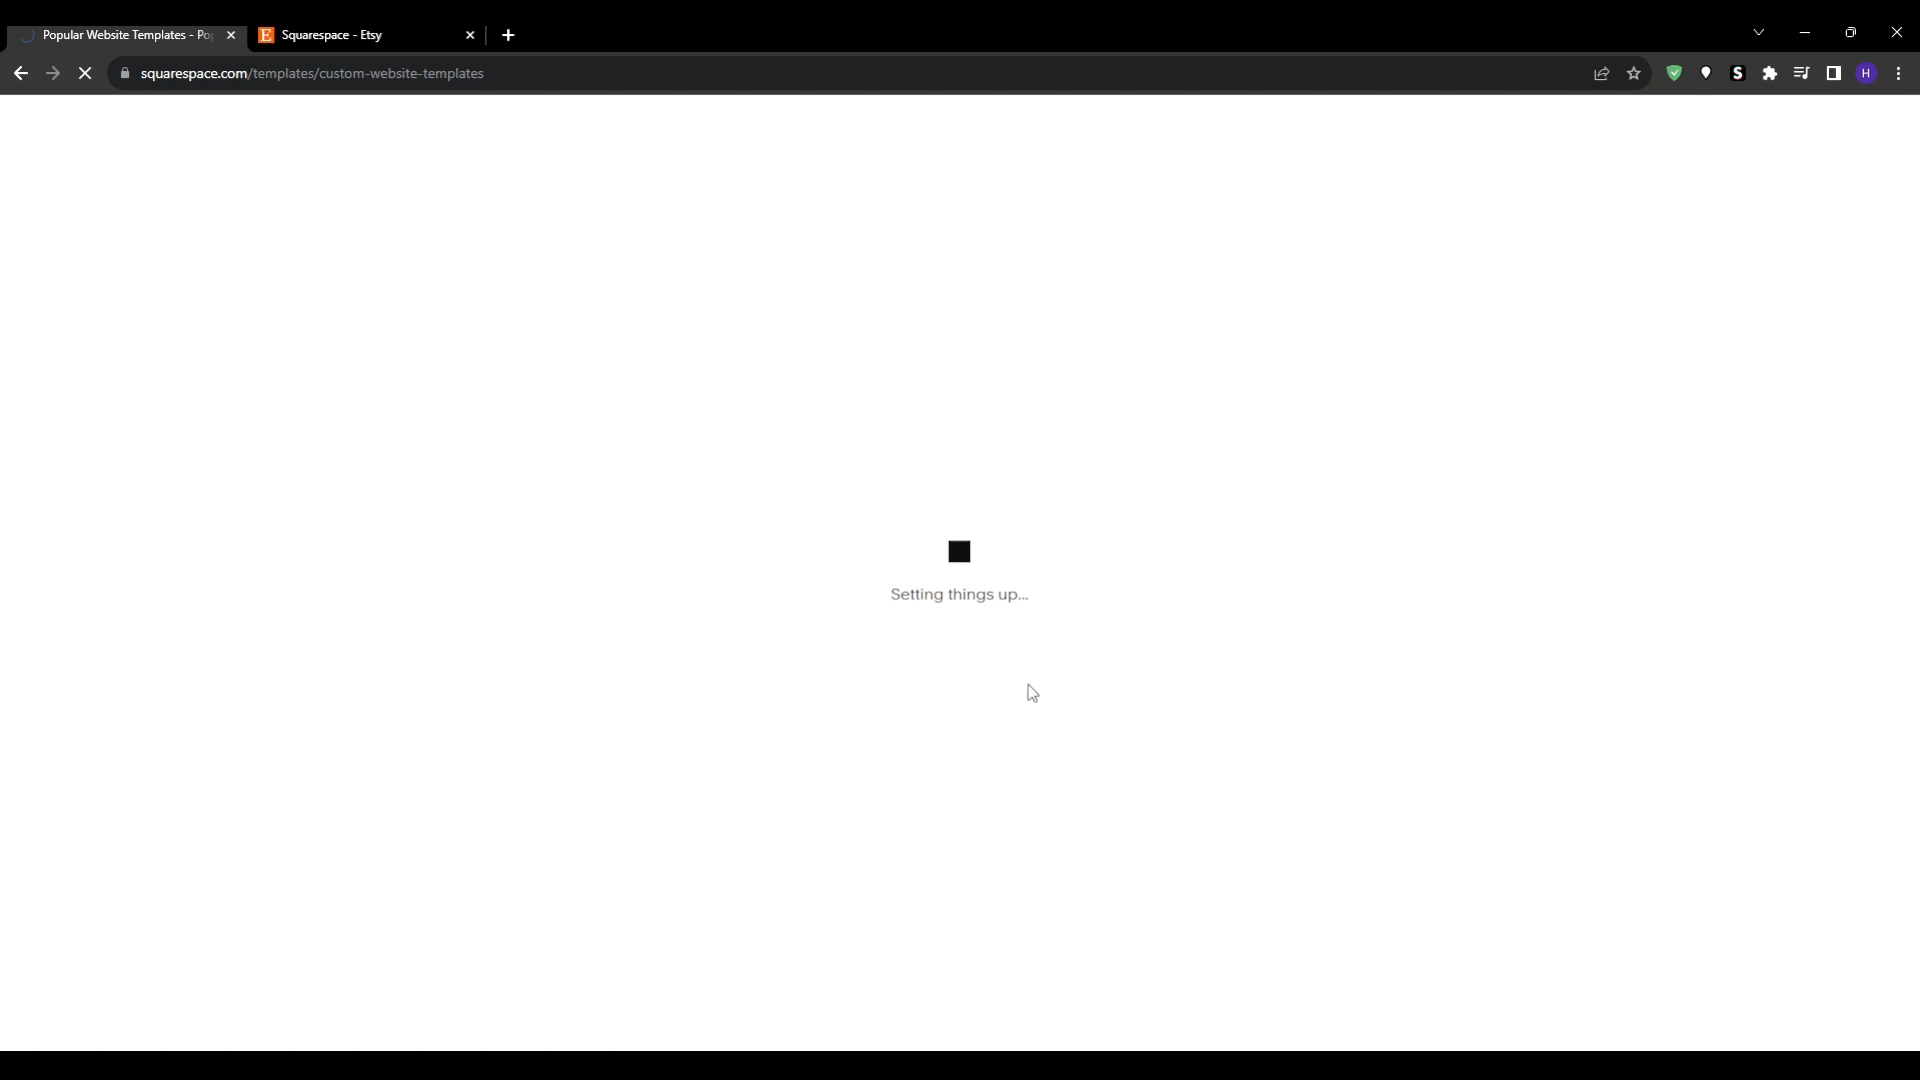 Popular Website Templates - Po
Squarespace - Etsy
squarespace.com/templates/custom-website-templates
S
H
Setting things up...